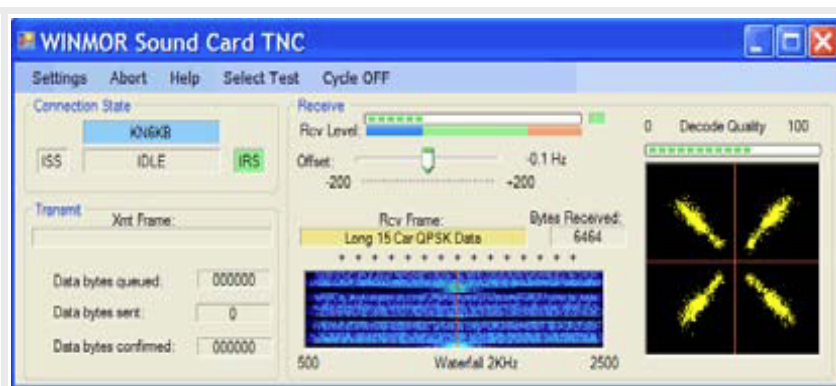 WINMOR Sound Card TNC
Settings Abort Help Select Test Cycle OFF
Connection State
KN6KB
ISS IDLE IRS
Transmt
Xmt Frame:
Data bytes queued: 000000
Data bytes sent: 0
Data bytes confirmed: 000000
Receive
Rcv Level:
Offset: -0.1 Hz
-200 +200
Rcv Frame: Bytes Received:
Long 15 Car QPSK Data 6464
500 Waterfall 2KHz 2500
0 Decode Quality 100